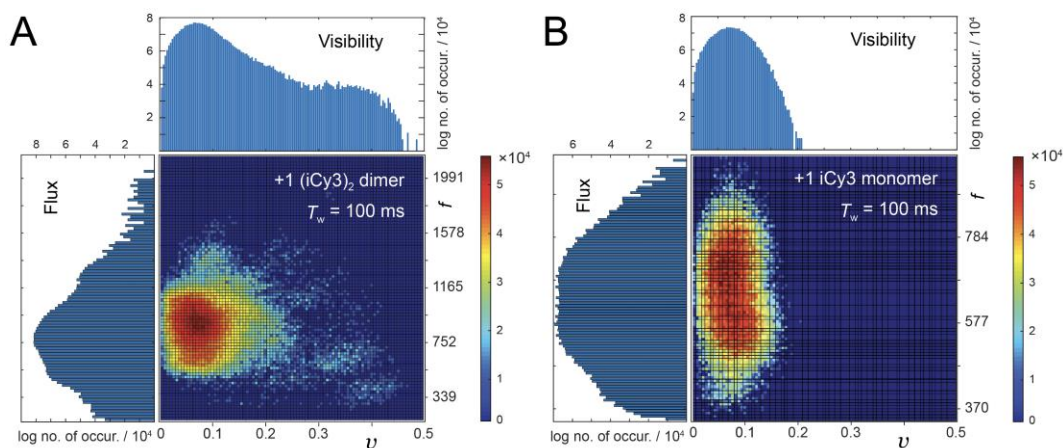 A
Visibility
8
6
4
2
log no. of occur. / 10⁴
8 6 4 2
Flux
+1 (iCy3)₂ dimer
T_w = 100 ms
1991
f
1578
1165
752
339
×10⁴
5
4
3
2
1
0
log no. of occur. / 10⁴
0 0.1 0.2 0.3 0.4 0.5
υ
B
Visibility
8
6
4
2
log no. of occur. / 10⁴
8 6 4 2
Flux
+1 iCy3 monomer
T_w = 100 ms
f
784
577
370
×10⁴
5
4
3
2
1
0
log no. of occur. / 10⁴
0 0.1 0.2 0.3 0.4 0.5
υ